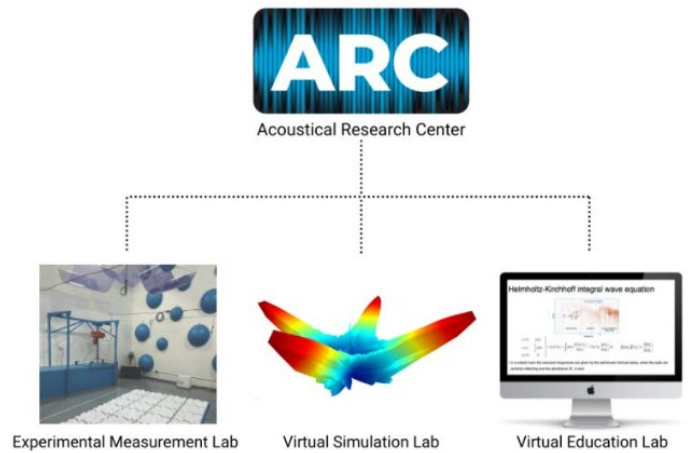 ARC
Acoustical Research Center
Helmholtz-Kirchhoff integral wave equation
Experimental Measurement Lab
Virtual Simulation Lab
Virtual Education Lab